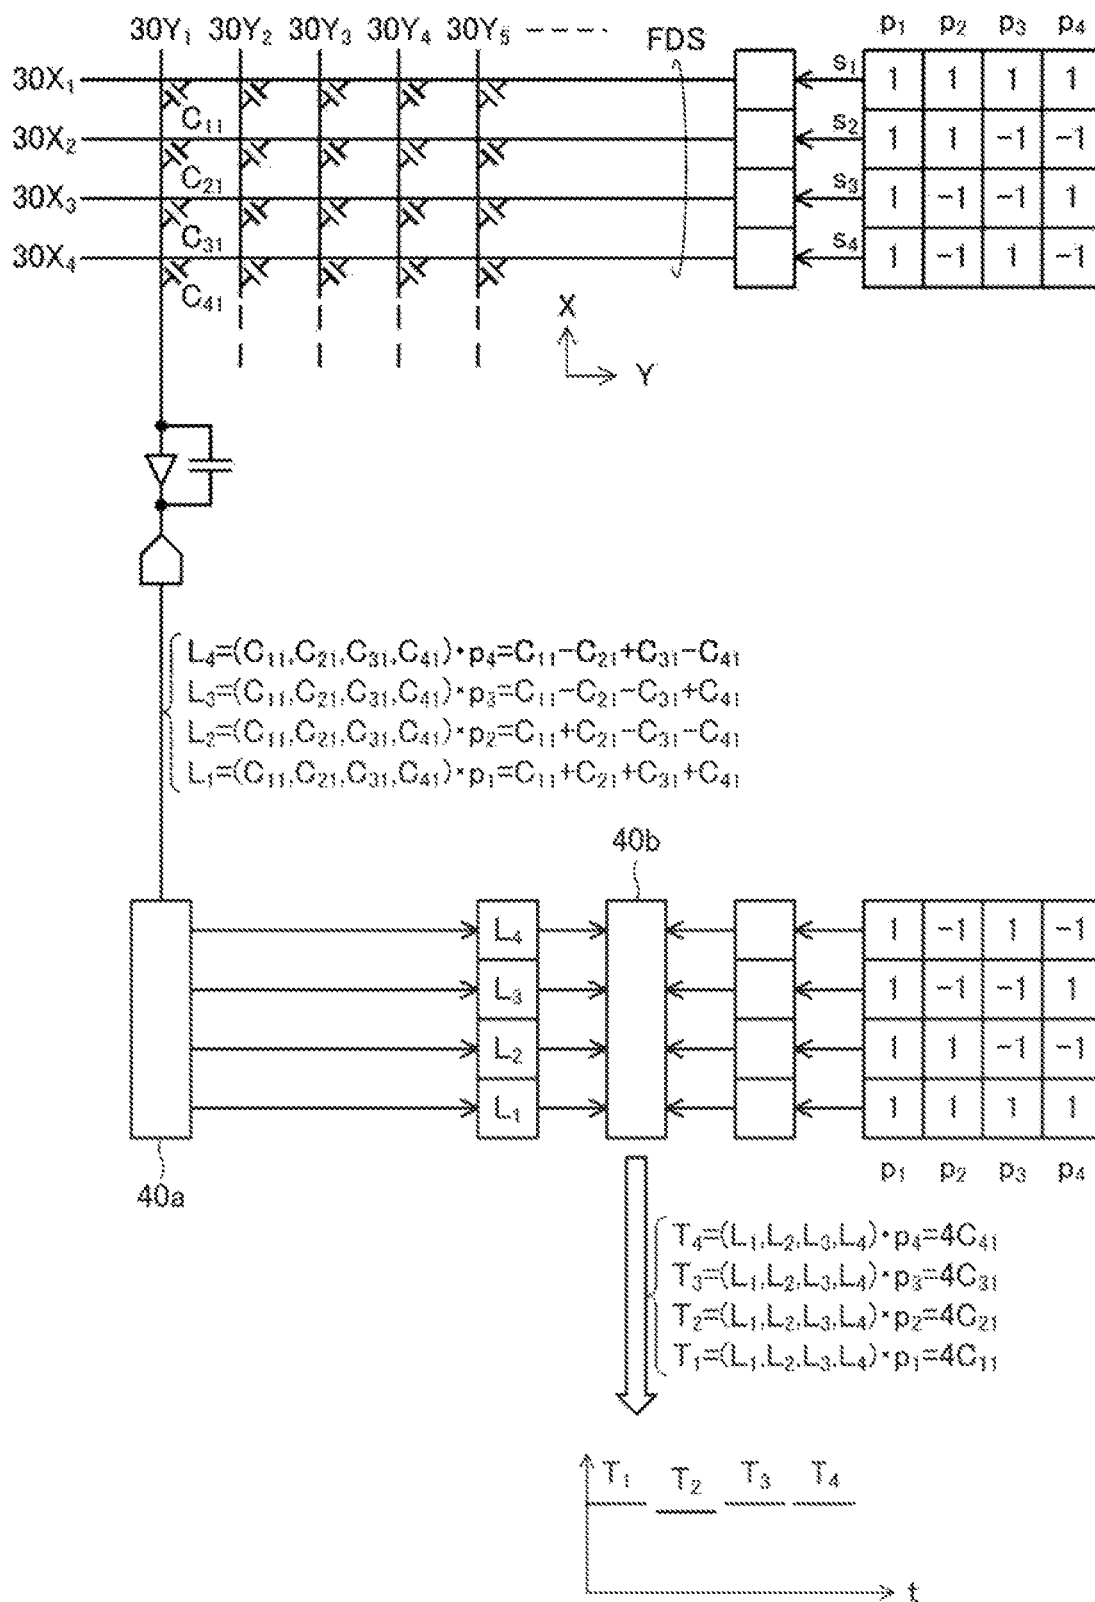 30Y₁ 30Y₂ 30Y₃ 30Y₄ 30Y₅ -----
FDS
p₁ p₂ p₃ p₄
30X₁
30X₂
30X₃
30X₄
C₁₁
C₂₁
C₃₁
C₄₁
s₁ 1 1 1 1
s₂ 1 1 -1 -1
s₃ 1 -1 -1 1
s₄ 1 -1 1 -1
X
Y
L₄=(C₁₁,C₂₁,C₃₁,C₄₁)・p₄=C₁₁-C₂₁+C₃₁-C₄₁
L₃=(C₁₁,C₂₁,C₃₁,C₄₁)・p₃=C₁₁-C₂₁-C₃₁+C₄₁
L₂=(C₁₁,C₂₁,C₃₁,C₄₁)・p₂=C₁₁+C₂₁-C₃₁-C₄₁
L₁=(C₁₁,C₂₁,C₃₁,C₄₁)・p₁=C₁₁+C₂₁+C₃₁+C₄₁
40b
L₄ 1 -1 1 -1
L₃ 1 -1 -1 1
L₂ 1 1 -1 -1
L₁ 1 1 1 1
p₁ p₂ p₃ p₄
40a
T₄=(L₁,L₂,L₃,L₄)・p₄=4C₄₁
T₃=(L₁,L₂,L₃,L₄)・p₃=4C₃₁
T₂=(L₁,L₂,L₃,L₄)・p₂=4C₂₁
T₁=(L₁,L₂,L₃,L₄)・p₁=4C₁₁
T₁ T₂ T₃ T₄
t